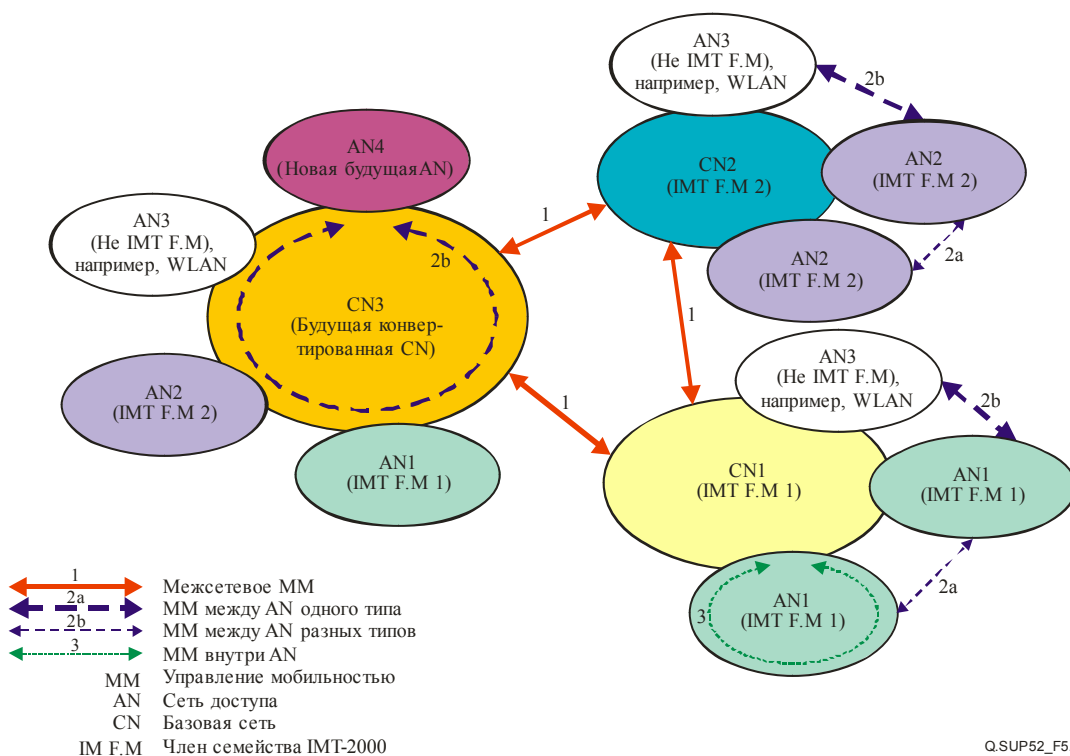 AN3
(Не IMT F.M),
например, WLAN
2b
AN4
(Новая будущаяAN)
CN2
(IMT F.M 2)
AN2
(IMT F.M 2)
AN3
(Не IMT F.M),
например, WLAN
1
2b
AN2
(IMT F.M 2)
2a
CN3
(Будущая конвер-
тированная CN)
1
AN3
(Не IMT F.M),
например, WLAN
AN2
(IMT F.M 2)
1
2b
AN1
(IMT F.M 1)
CN1
(IMT F.M 1)
AN1
(IMT F.M 1)
AN1
(IMT F.M 1)
3
2a
1 Межсетевое ММ
2a ММ между AN одного типа
2b ММ между AN разных типов
3 ММ внутри AN
MM Управление мобильностью
AN Сеть доступа
CN Базовая сеть
IM F.M Член семейства IMT-2000
Q.SUP52_F5